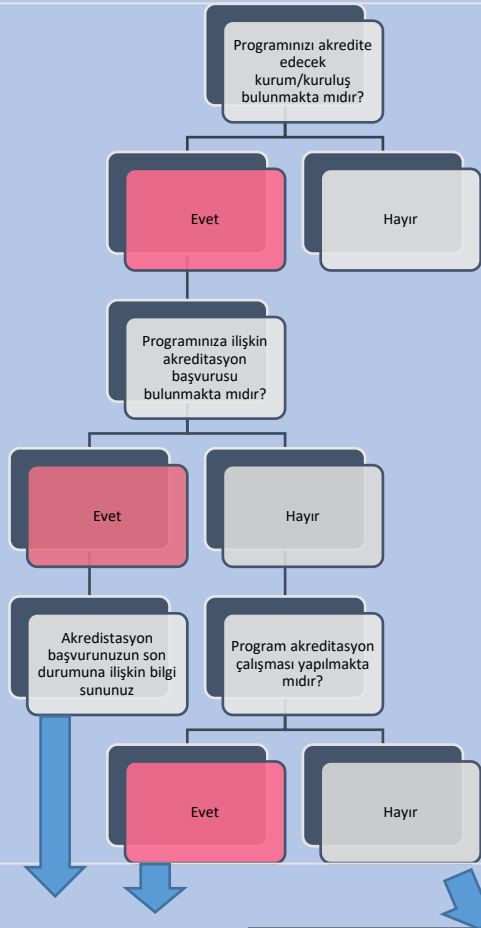 Programınızı akredite
edecek
kurum/kuruluş
bulunmakta mıdır?
Evet
Hayır
Programınıza ilişkin
akreditasyon
başvurusu
bulunmakta mıdır?
Evet
Hayır
Akredistasyon
başvurunuzun son
durumuna ilişkin bilgi
sununuz
Program akreditasyon
çalışması yapılmakta
mıdır?
Evet
Hayır